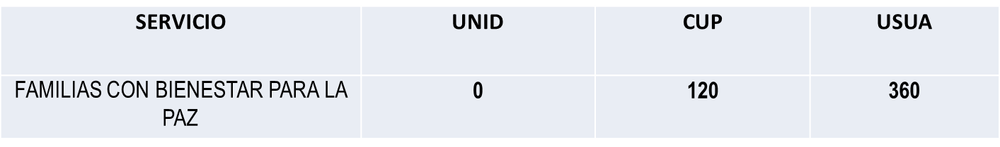 SERVICIO UNID CUP USUA
FAMILIAS CON BIENESTAR PARA LA 0 120 360
PAZ